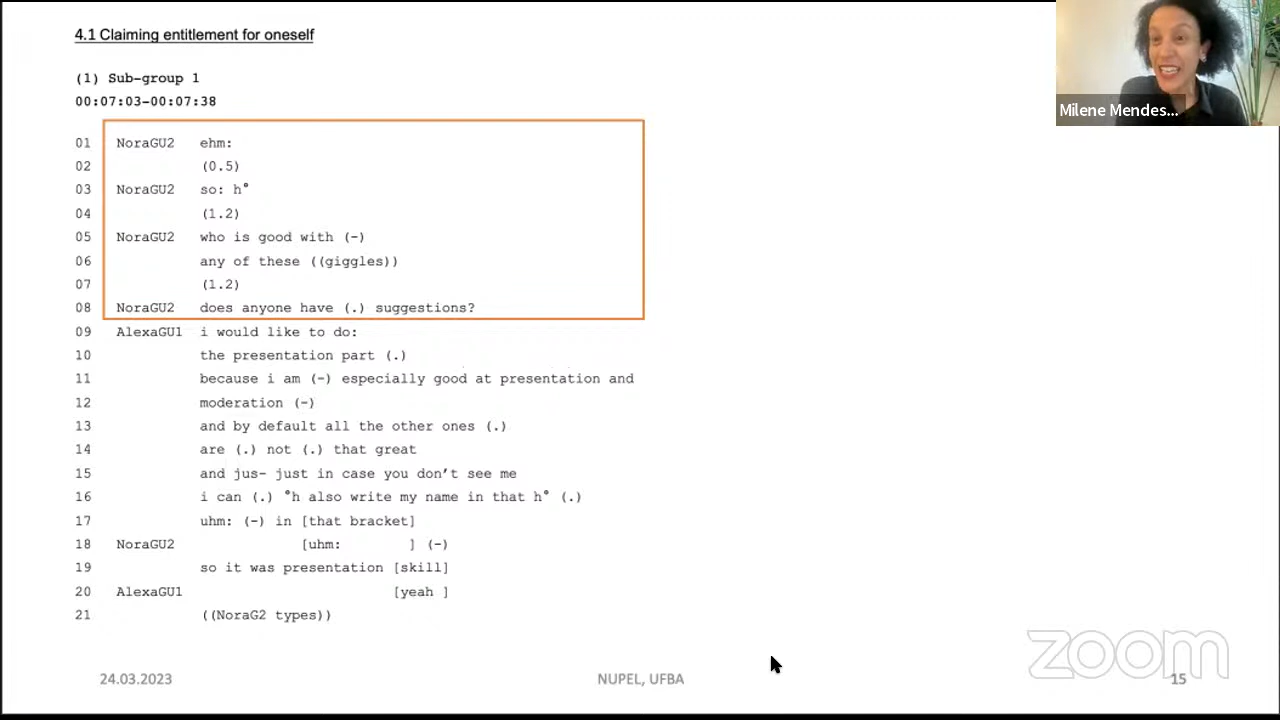 4.1 Claiming entitlement for oneself
(1) Sub-group 1
00:07:03-00:07:38
01 NoraGU2 ehm:
02 (0.5)
03 NoraGU2 so: h°
04 (1.2)
05 NoraGU2 who is good with (-)
06 any of these ((giggles))
07 (1.2)
08 NoraGU2 does anyone have (.) suggestions?
09 AlexaGU1 i would like to do:
10 the presentation part (.)
11 because i am (-) especially good at presentation and
12 moderation (-)
13 and by default all the other ones (.)
14 are (.) not (.) that great
15 and jus- just in case you don't see me
16 i can (.) °h also write my name in that h° (.)
17 uhm: (-) in [that bracket]
18 NoraGU2 [uhm: ] (-)
19 so it was presentation [skill]
20 AlexaGU1 [yeah ]
21 ((NoraG2 types))
24.03.2023 NUPEL, UFBA 15
Milene Mendes...
zoom